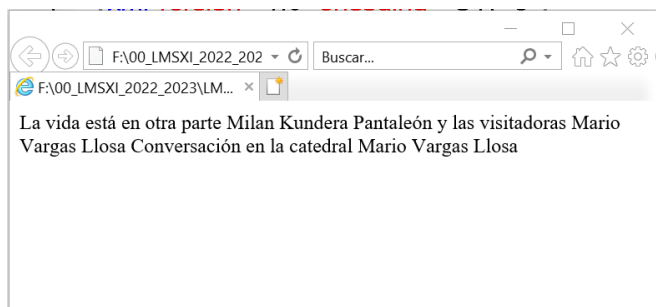 F:\00_LMSXI_2022_202
Buscar...
F:\00_LMSXI_2022_2023\LM...
La vida está en otra parte Milan Kundera Pantaleón y las visitadoras Mario
Vargas Llosa Conversación en la catedral Mario Vargas Llosa